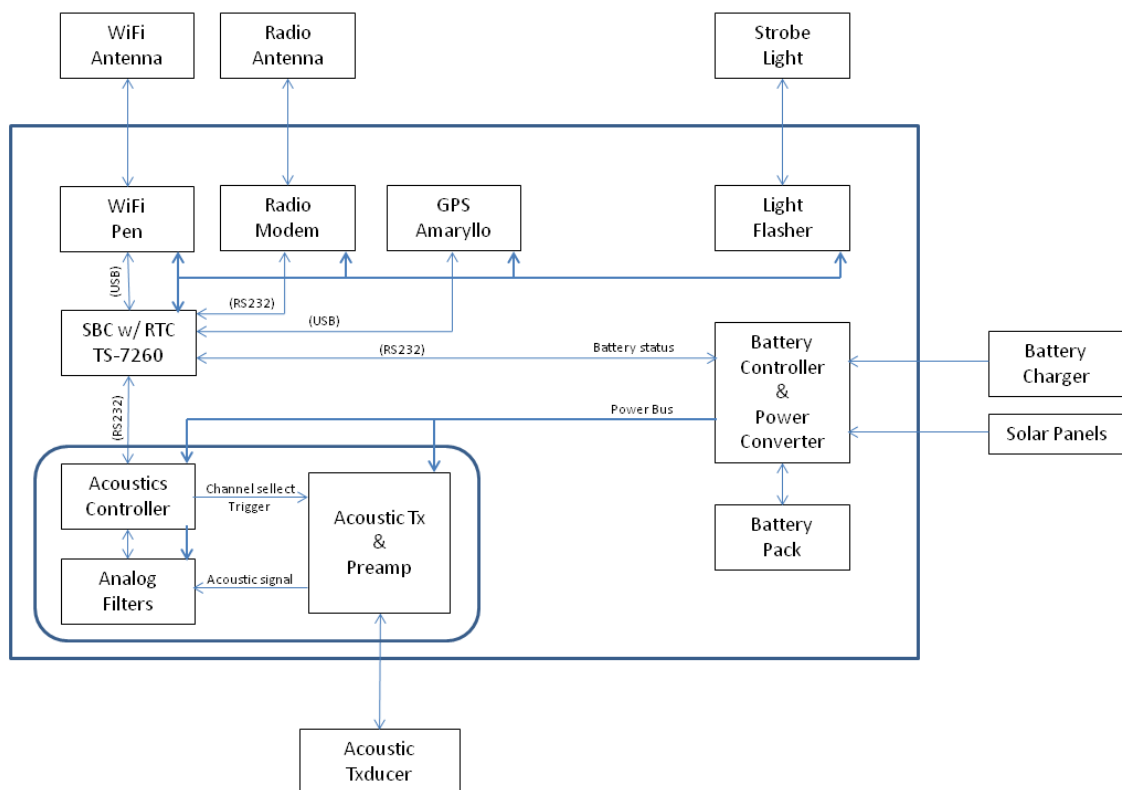 WiFi
Antenna
Radio
Antenna
Strobe
Light
WiFi
Pen
Radio
Modem
GPS
Amaryllo
Light
Flasher
(USB)
(RS232)
(USB)
SBC w/ RTC
TS-7260
(RS232)
Battery status
Battery
Controller
&
Power
Converter
Battery
Charger
Solar Panels
(RS232)
Power Bus
Acoustics
Controller
Channel sellect
Trigger
Acoustic Tx
&
Preamp
Battery
Pack
Analog
Filters
Acoustic signal
Acoustic
Txducer